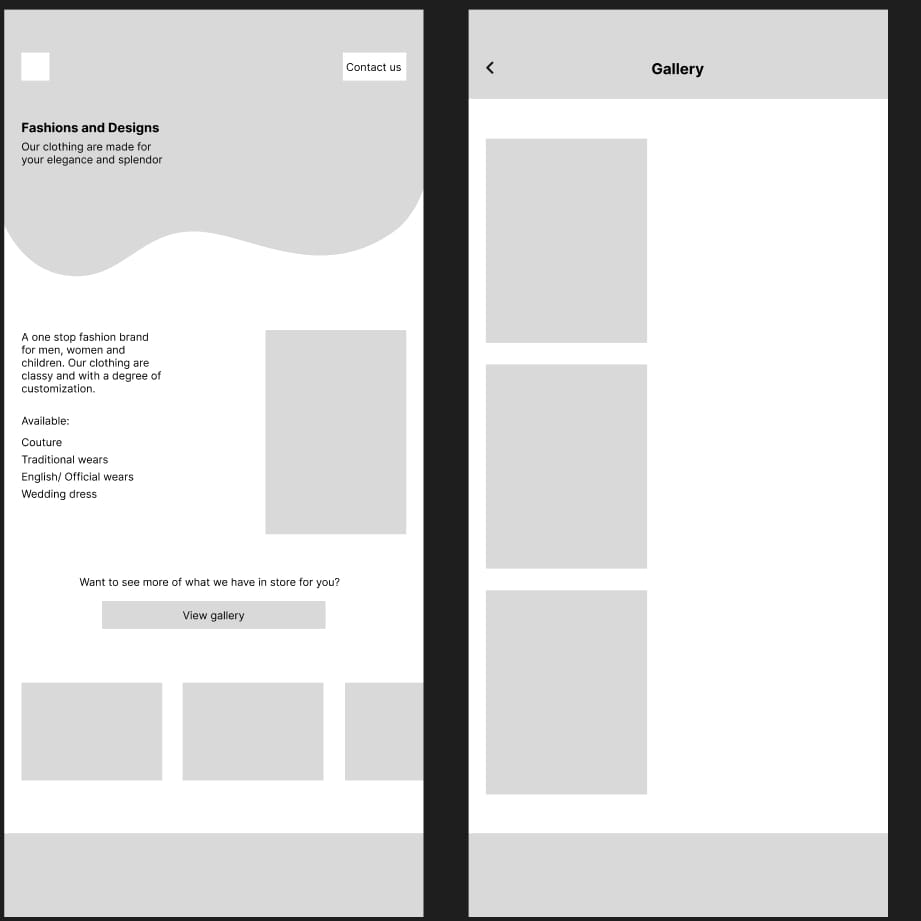 Contact us
Fashions and Designs
Our clothing are made for
your elegance and splendor
A one stop fashion brand
for men, women and
children. Our clothing are
classy and with a degree of
customization.
Available:
Couture
Traditional wears
English/ Official wears
Wedding dress
Want to see more of what we have in store for you?
View gallery
Gallery